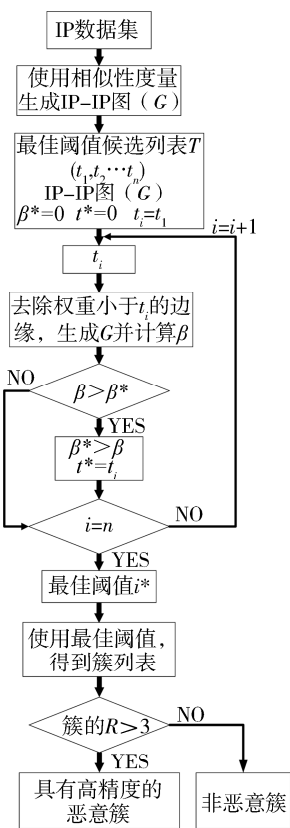 IP数据集
使用相似性度量
生成IP-IP图（G）
最佳阈值候选列表T
(t₁,t₂…tₙ)
IP-IP图（G）
β*=0 t*=0 tᵢ=t₁
i=i+1
tᵢ
去除权重小于tᵢ的边
缘，生成G并计算β
NO
β>β*
YES
β*>β
t*=tᵢ
i=n
NO
YES
最佳阈值i*
使用最佳阈值，
得到簇列表
簇的R>3
NO
YES
具有高精度的
恶意簇
非恶意簇